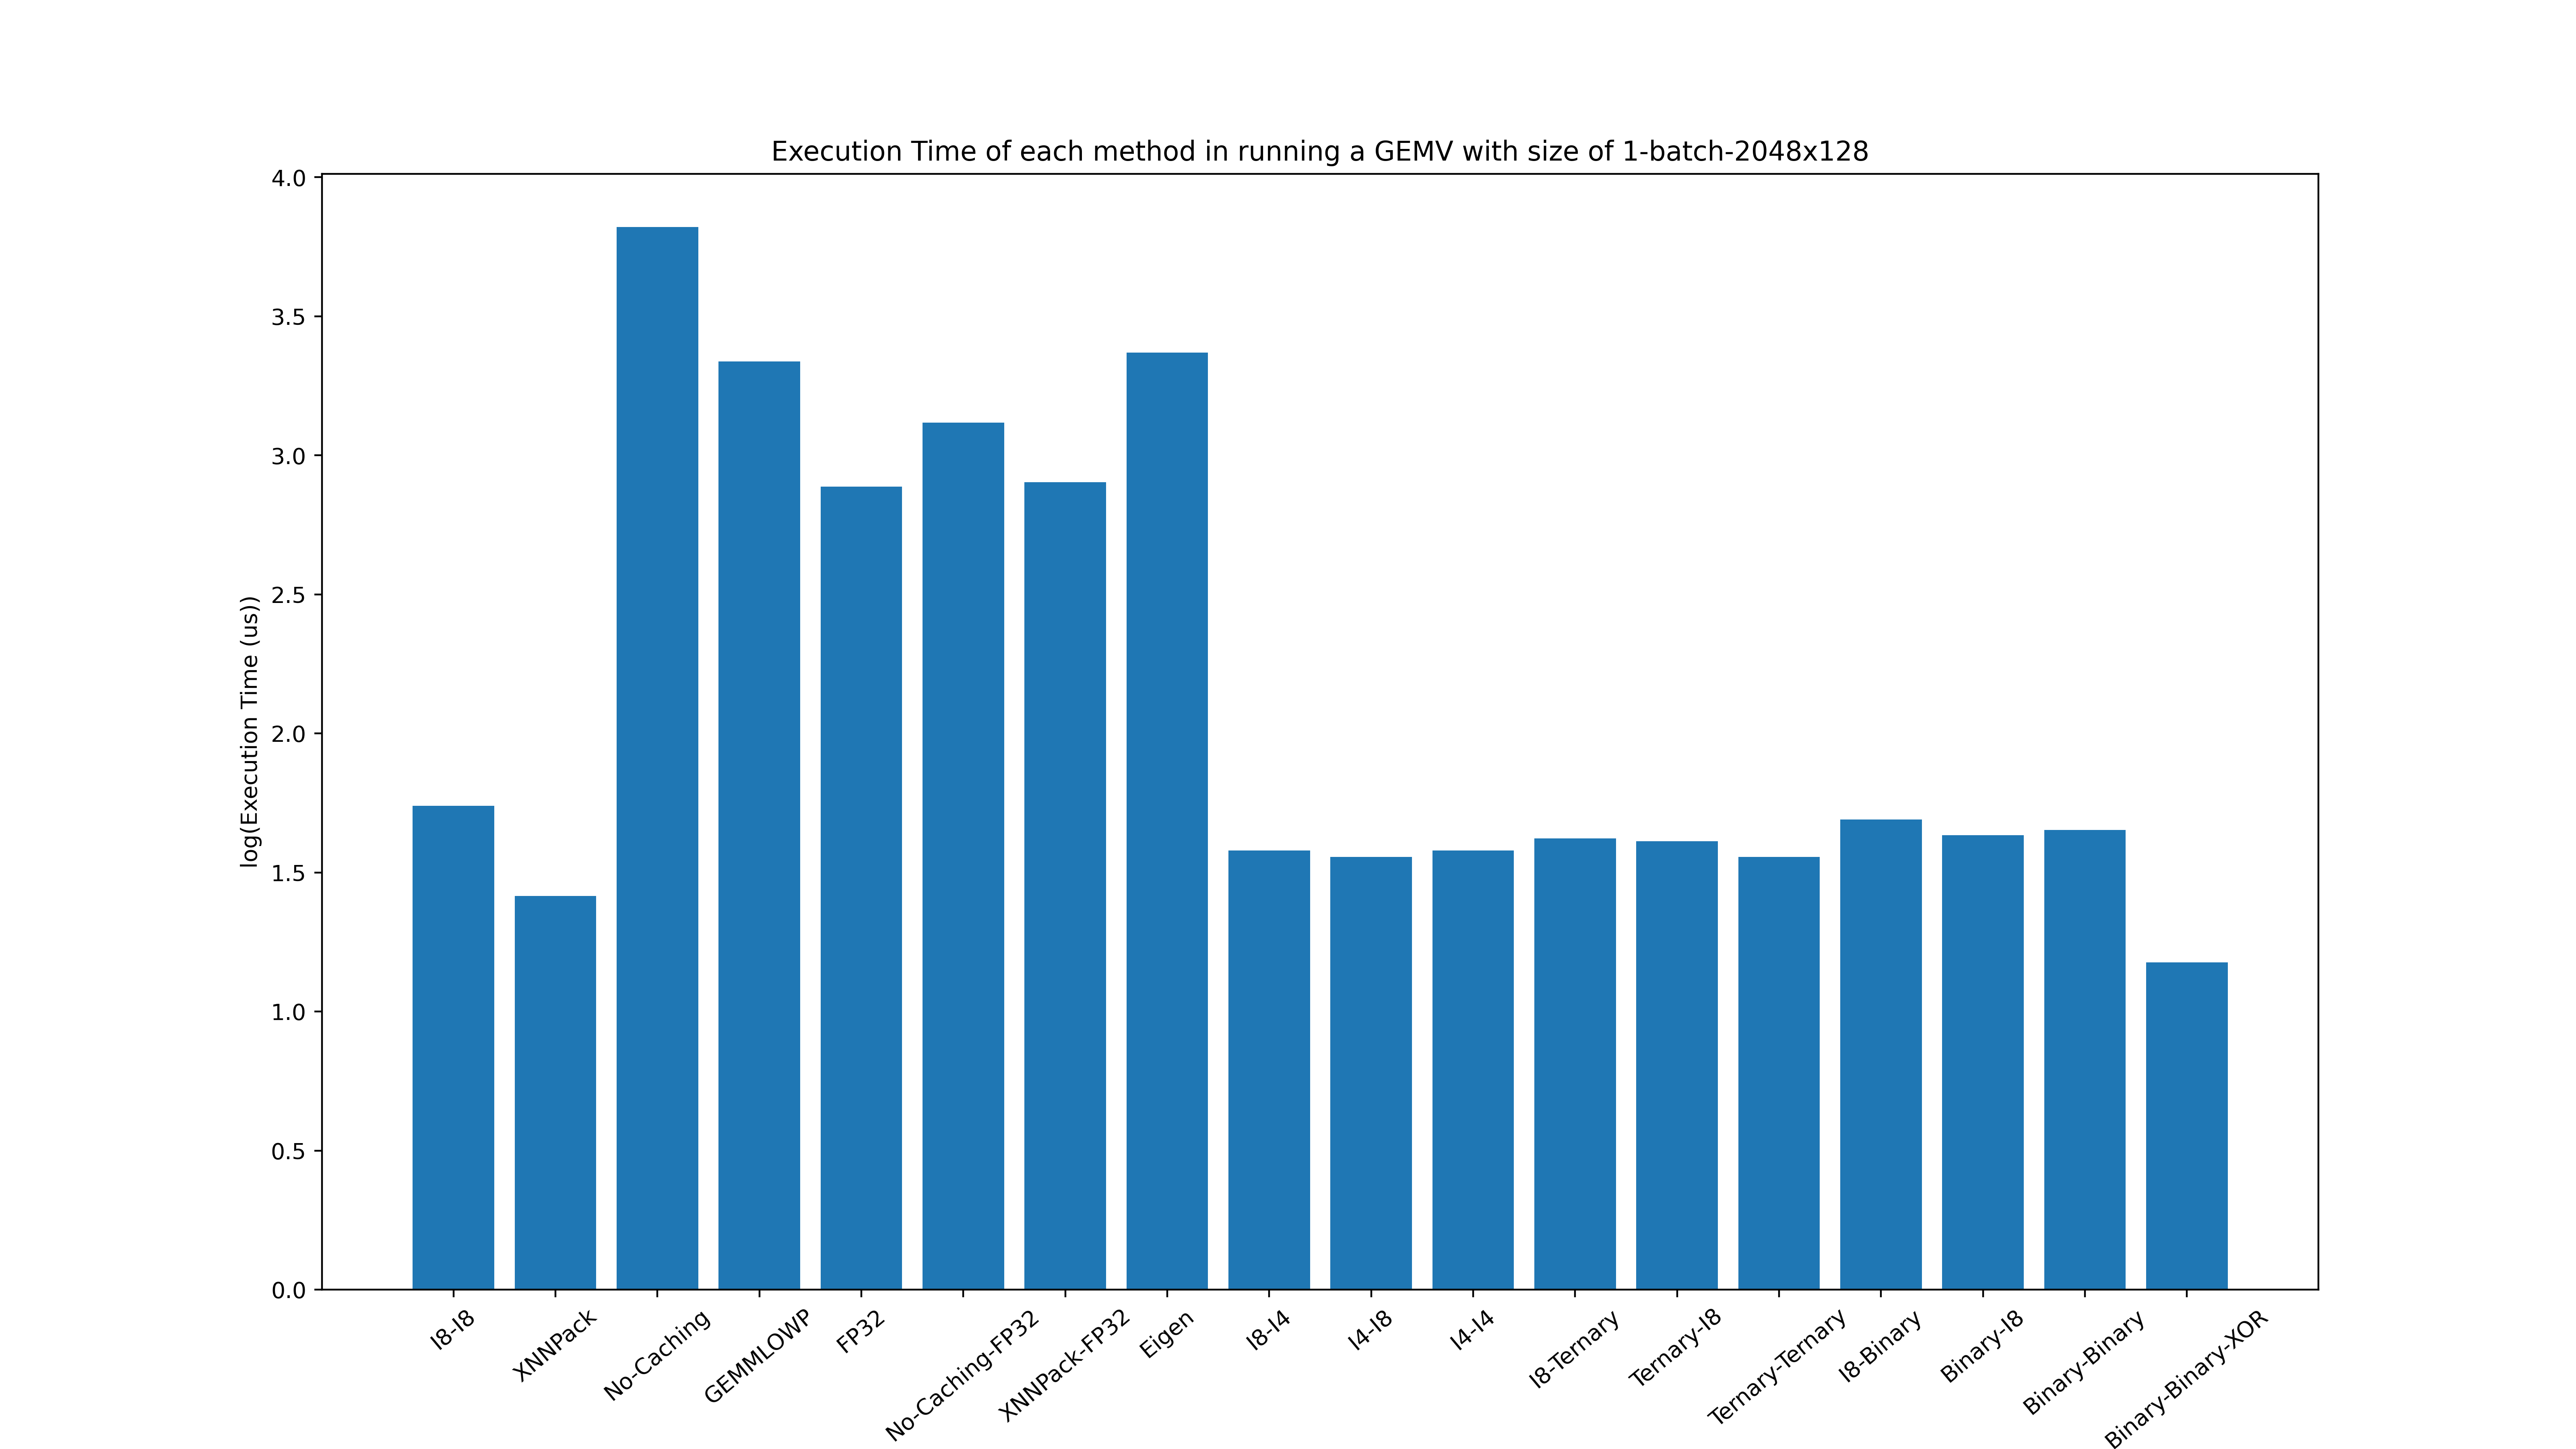 Execution Time of each method in running a GEMV with size of 1-batch-2048x128
log(Execution Time (us))
4.0
3.5
3.0
2.5
2.0
1.5
1.0
0.5
0.0
I8-I8
XNNPack
No-Caching
GEMMLOWP
FP32
No-Caching-FP32
XNNPack-FP32
Eigen
I8-I4
I4-I8
I4-I4
I8-Ternary
Ternary-I8
Ternary-Ternary
I8-Binary
Binary-I8
Binary-Binary
Binary-Binary-XOR